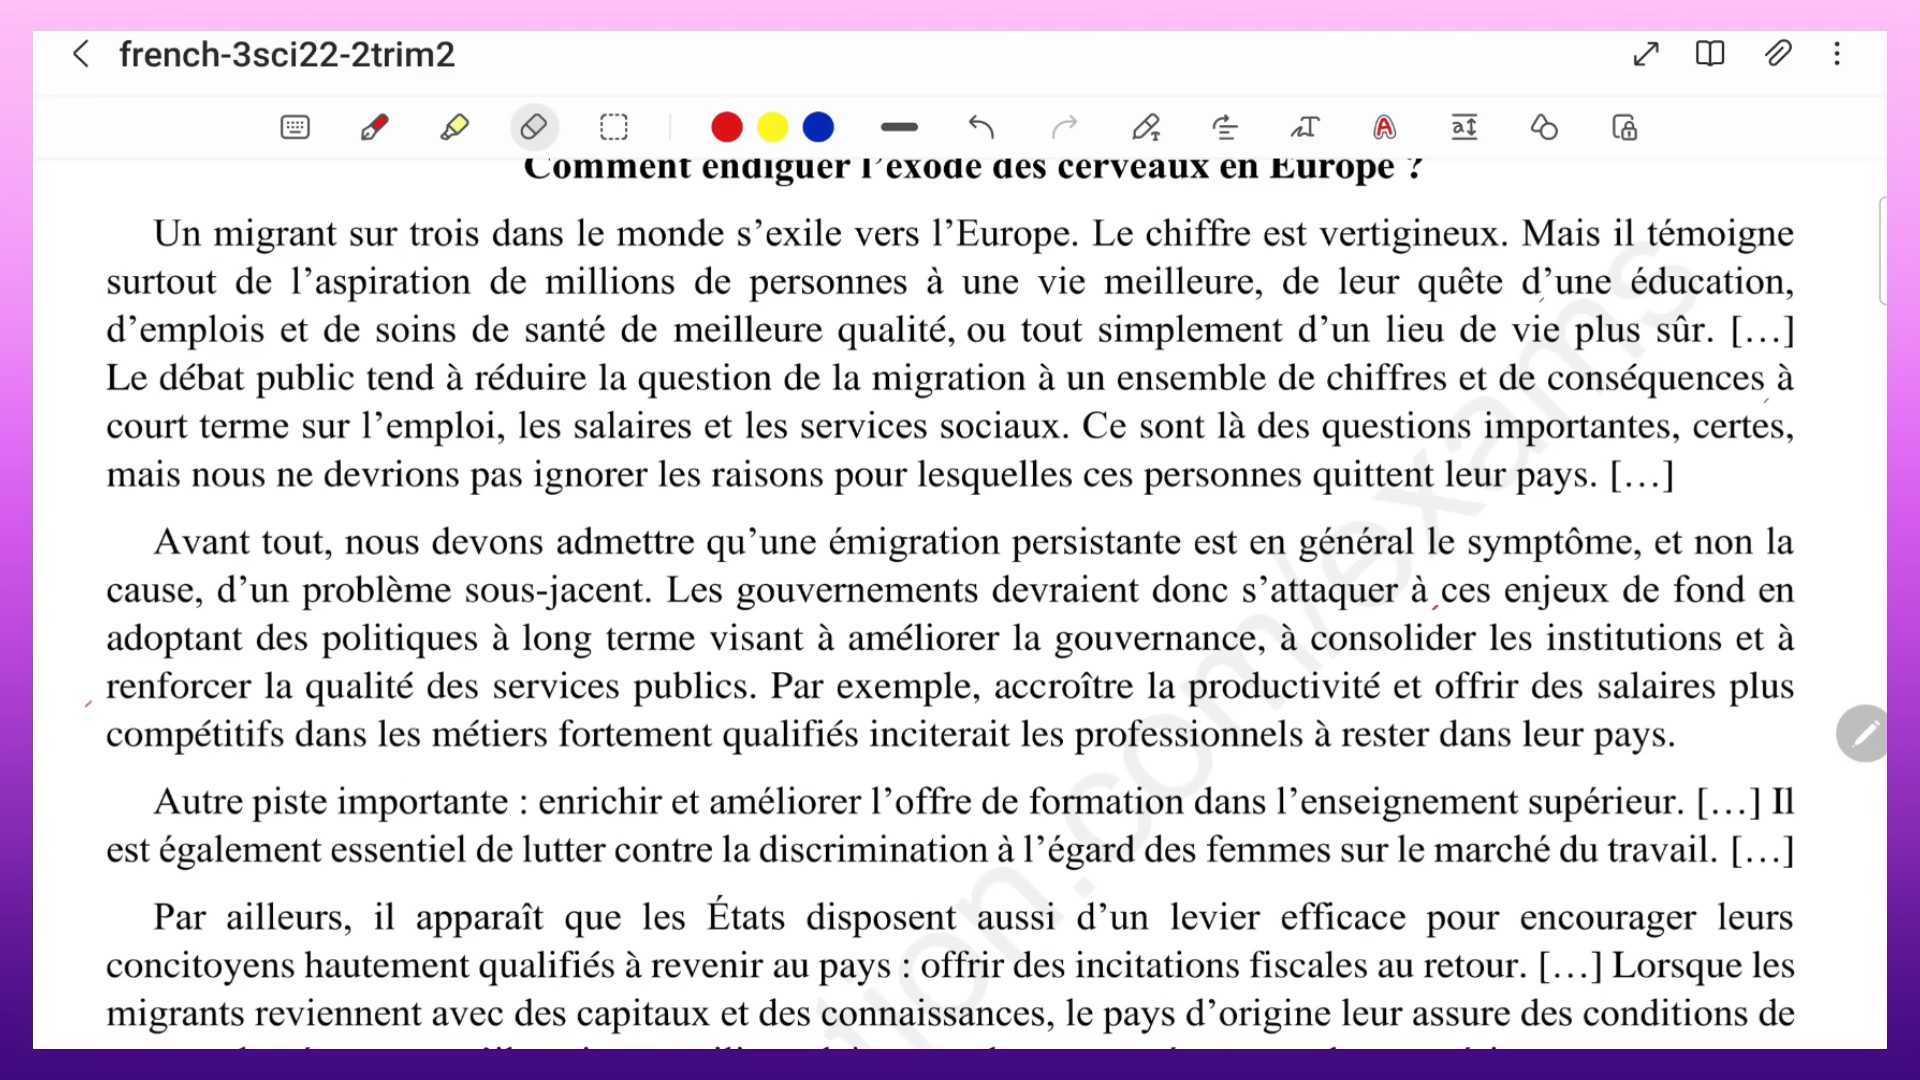 french-3sci22-2trim2
Comment endiguer l’exode des cerveaux en Europe ?
Un migrant sur trois dans le monde s’exile vers l’Europe. Le chiffre est vertigineux. Mais il témoigne
surtout de l’aspiration de millions de personnes à une vie meilleure, de leur quête d’une éducation,
d’emplois et de soins de santé de meilleure qualité, ou tout simplement d’un lieu de vie plus sûr. […]
Le débat public tend à réduire la question de la migration à un ensemble de chiffres et de conséquences à
court terme sur l’emploi, les salaires et les services sociaux. Ce sont là des questions importantes, certes,
mais nous ne devrions pas ignorer les raisons pour lesquelles ces personnes quittent leur pays. […]
Avant tout, nous devons admettre qu’une émigration persistante est en général le symptôme, et non la
cause, d’un problème sous-jacent. Les gouvernements devraient donc s’attaquer à ces enjeux de fond en
adoptant des politiques à long terme visant à améliorer la gouvernance, à consolider les institutions et à
renforcer la qualité des services publics. Par exemple, accroître la productivité et offrir des salaires plus
compétitifs dans les métiers fortement qualifiés inciterait les professionnels à rester dans leur pays.
Autre piste importante : enrichir et améliorer l’offre de formation dans l’enseignement supérieur. […] Il
est également essentiel de lutter contre la discrimination à l’égard des femmes sur le marché du travail. […]
Par ailleurs, il apparaît que les États disposent aussi d’un levier efficace pour encourager leurs
concitoyens hautement qualifiés à revenir au pays : offrir des incitations fiscales au retour. […] Lorsque les
migrants reviennent avec des capitaux et des connaissances, le pays d’origine leur assure des conditions de
tion.com/exams